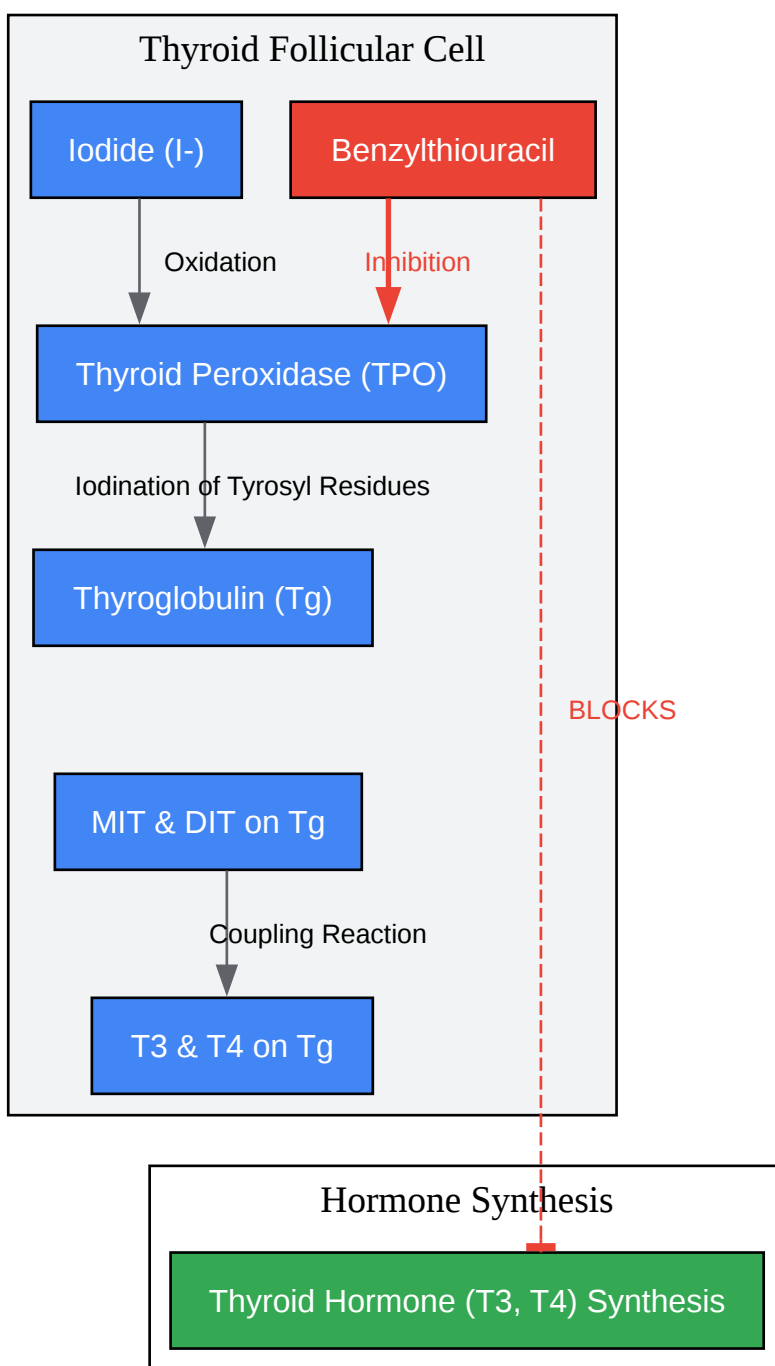 Thyroid Follicular Cell
Iodide (I-)
Benzylthiouracil
Oxidation
Inhibition
Thyroid Peroxidase (TPO)
Iodination of Tyrosyl Residues
Thyroglobulin (Tg)
BLOCKS
MIT & DIT on Tg
Coupling Reaction
T3 & T4 on Tg
Hormone Synthesis
Thyroid Hormone (T3, T4) Synthesis